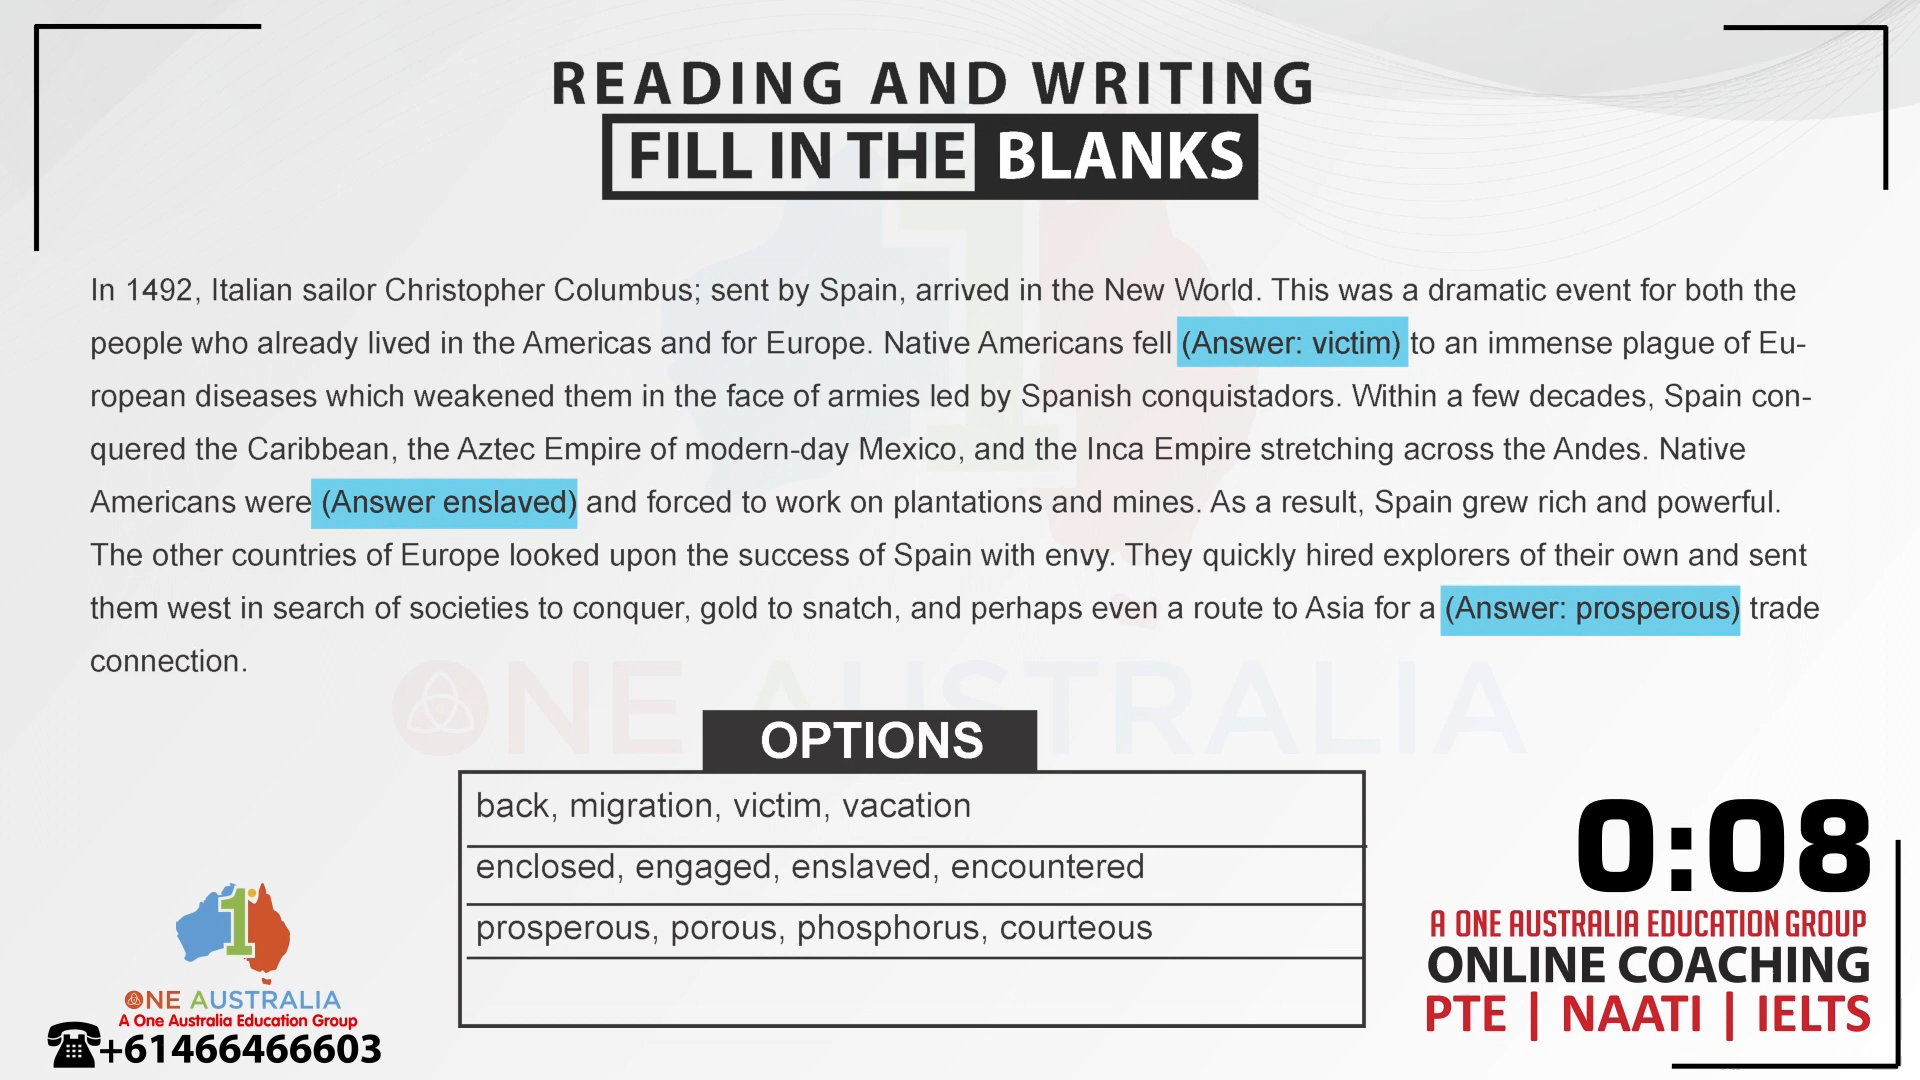 READING AND WRITING
FILL IN THE BLANKS
In 1492, Italian sailor Christopher Columbus; sent by Spain, arrived in the New World. This was a dramatic event for both the
people who already lived in the Americas and for Europe. Native Americans fell (Answer: victim) to an immense plague of Eu-
ropean diseases which weakened them in the face of armies led by Spanish conquistadors. Within a few decades, Spain con-
quered the Caribbean, the Aztec Empire of modern-day Mexico, and the Inca Empire stretching across the Andes. Native
Americans were (Answer enslaved) and forced to work on plantations and mines. As a result, Spain grew rich and powerful.
The other countries of Europe looked upon the success of Spain with envy. They quickly hired explorers of their own and sent
them west in search of societies to conquer, gold to snatch, and perhaps even a route to Asia for a (Answer: prosperous) trade
connection.
ONE AUSTRALIA
OPTIONS
back, migration, victim, vacation
enclosed, engaged, enslaved, encountered
prosperous, porous, phosphorus, courteous
1
ONE AUSTRALIA
A One Australia Education Group
+61466466603
0:08
A ONE AUSTRALIA EDUCATION GROUP
ONLINE COACHING
PTE | NAATI | IELTS